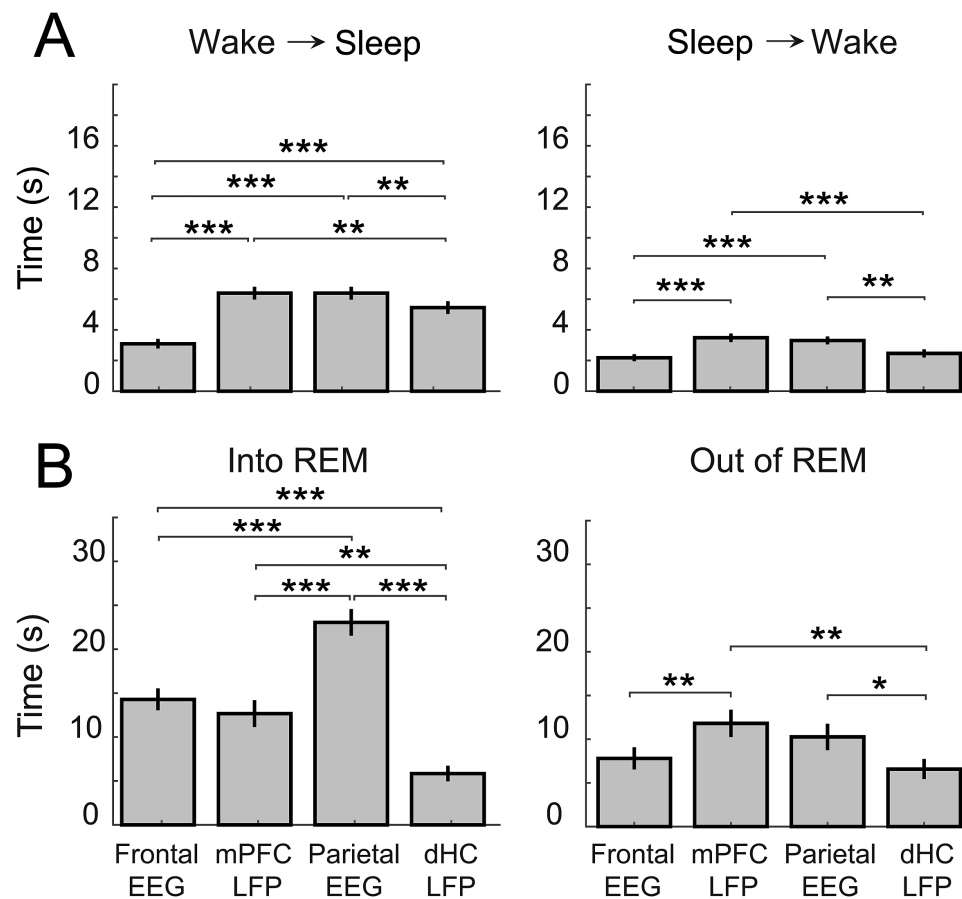 A
Wake → Sleep
Sleep → Wake
Time (s)
16
12
8
4
0
***
***
**
***
**
16
12
8
4
0
***
***
***
**
B
Into REM
Out of REM
Time (s)
30
20
10
0
***
***
**
***
***
30
20
10
0
**
**
*
Frontal EEG
mPFC LFP
Parietal EEG
dHC LFP
Frontal EEG
mPFC LFP
Parietal EEG
dHC LFP